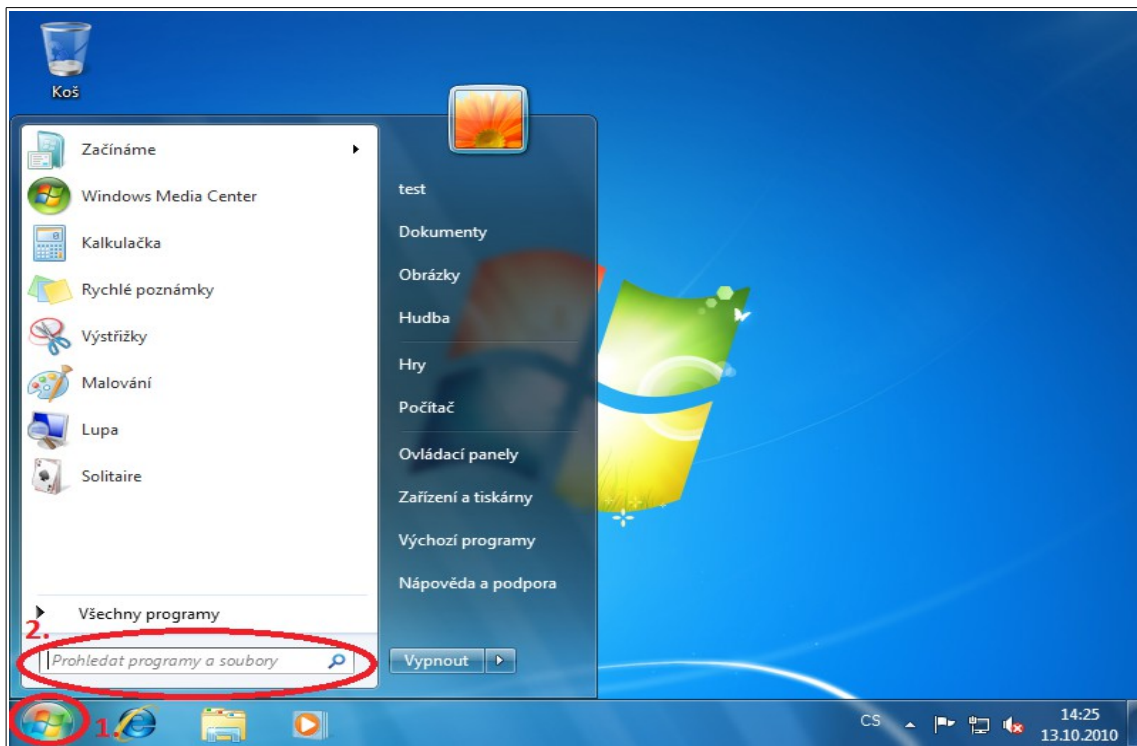 Koš
Začínáme
Windows Media Center
Kalkulačka
Rychlé poznámky
Výstřižky
Malování
Lupa
Solitaire
Všechny programy
2.
Prohledat programy a soubory
test
Dokumenty
Obrázky
Hudba
Hry
Počítač
Ovládací panely
Zařízení a tiskárny
Výchozí programy
Nápověda a podpora
Vypnout
1.
CS
14:25
13.10.2010